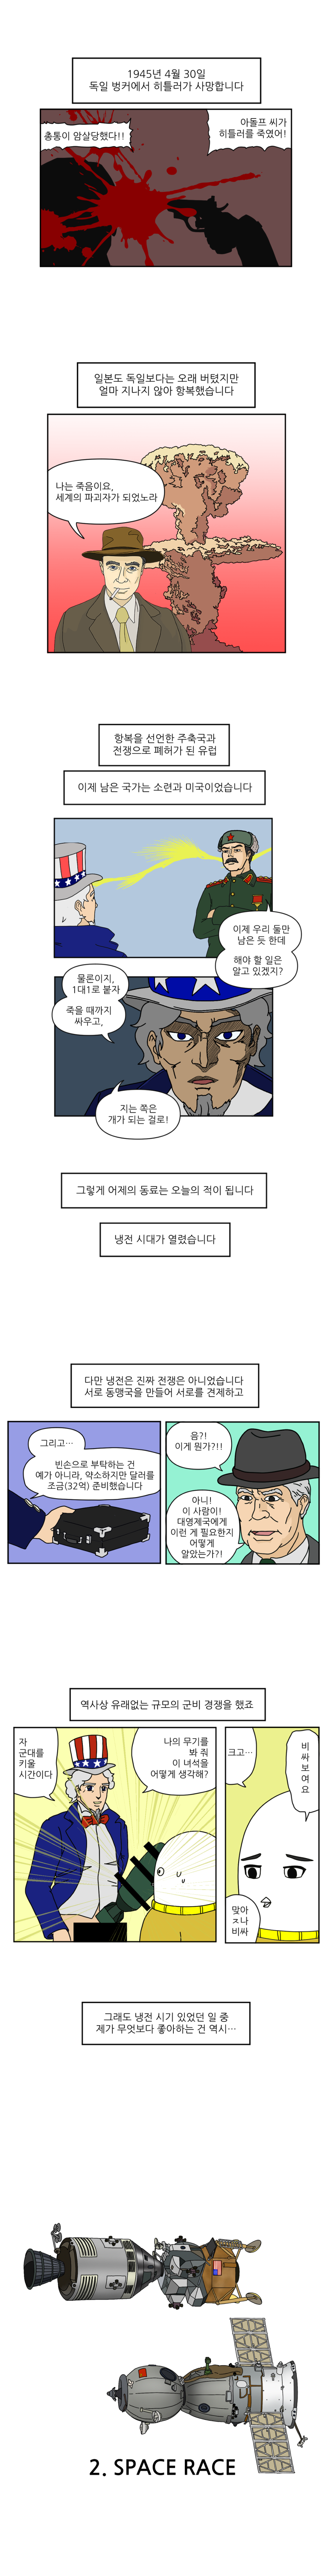 1945년 4월 30일
독일 벙커에서 히틀러가 사망합니다
총통이 암살당했다!!
아돌프 씨가
히틀러를 죽였어!
일본도 독일보다는 오래 버텼지만
얼마 지나지 않아 항복했습니다
나는 죽음이요,
세계의 파괴자가 되었노라
항복을 선언한 주축국과
전쟁으로 폐허가 된 유럽
이제 남은 국가는 소련과 미국이었습니다
이제 우리 둘만
남은 듯 한데
해야 할 일은
알고 있겠지?
물론이지,
1대1로 붙자
죽을 때까지
싸우고,
지는 쪽은
개가 되는 걸로!
그렇게 어제의 동료는 오늘의 적이 됩니다
냉전 시대가 열렸습니다
다만 냉전은 진짜 전쟁은 아니었습니다
서로 동맹국을 만들어 서로를 견제하고
그리고...
빈손으로 부탁하는 건
예가 아니라, 약소하지만 달러를
조금(32억) 준비했습니다
음?!
이게 뭔가?!!
아니!
이 사람이!
대영제국에게
이런 게 필요한지
어떻게
알았는가?!
역사상 유래없는 규모의 군비 경쟁을 했죠
자
군대를
키울
시간이다
나의 무기를
봐 줘
이 녀석을
어떻게 생각해?
크고...
비
싸
보
여
요
맞아
ㅈ나
비싸
그래도 냉전 시기 있었던 일 중
제가 무엇보다 좋아하는 건 역시...
2. SPACE RACE